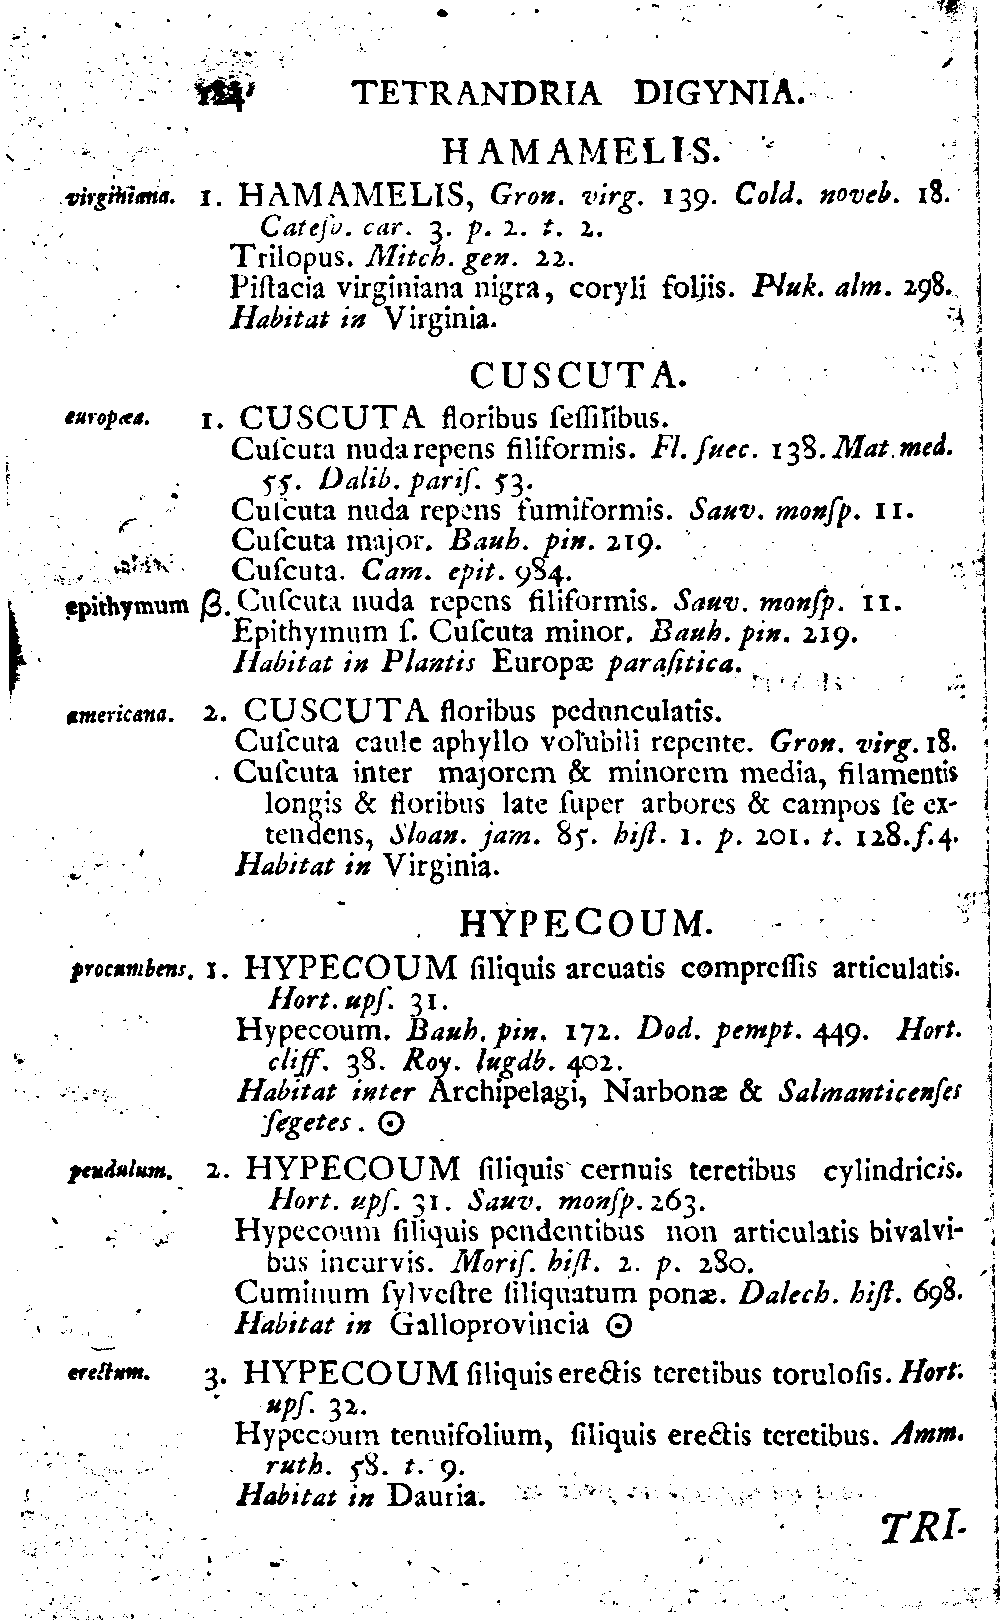 124 TETRANDRIA DIGYNIA.
HAMAMELIS.
virginiana. 1. HAMAMELIS, Gron. virg. 139. Cold. noveb. 18.
Cateſb. car. 3. p. 2. t. 2.
Trilopus. Mitch. gen. 22.
Piſtacia virginiana nigra, coryli foliis. Pluk. alm. 298.
Habitat in Virginia.
CUSCUTA.
europæa. 1. CUSCUTA floribus ſeſſilibus.
Cuſcuta nuda repens filiformis. Fl. ſuec. 138. Mat. med.
55. Dalib. pariſ. 53.
Cuſcuta nuda repens fumiformis. Sauv. monſp. 11.
Cuſcuta major. Bauh. pin. 219.
Cuſcuta. Cam. epit. 984.
epithymum β. Cuſcuta nuda repens filiformis. Sauv. monſp. 11.
Epithymum ſ. Cuſcuta minor. Bauh. pin. 219.
Habitat in Plantis Europæ paraſitica.
americana. 2. CUSCUTA floribus pedunculatis.
Cuſcuta caule aphyllo volubili repente. Gron. virg. 18.
Cuſcuta inter majorem & minorem media, filamentis
longis & floribus late ſuper arbores & campos ſe ex-
tendens, Sloan. jam. 85. hiſt. 1. p. 201. t. 128. f. 4.
Habitat in Virginia.
HYPECOUM.
procumbens. 1. HYPECOUM ſiliquis arcuatis compreſſis articulatis.
Hort. upſ. 31.
Hypecoum. Bauh. pin. 172. Dod. pempt. 449. Hort.
cliff. 38. Roy. lugdb. 402.
Habitat inter Archipelagi, Narbonæ & Salmanticenſes
ſegetes. ☉
pendulum. 2. HYPECOUM ſiliquis cernuis teretibus cylindricis.
Hort. upſ. 31. Sauv. monſp. 263.
Hypecoum ſiliquis pendentibus non articulatis bivalvi-
bus incurvis. Moriſ. hiſt. 2. p. 280.
Cuminum ſylveſtre ſiliquatum ponæ. Dalech. hiſt. 698.
Habitat in Galloprovincia ☉
erectum. 3. HYPECOUM ſiliquis erectis teretibus toruloſis. Hort.
upſ. 32.
Hypecoum tenuifolium, ſiliquis erectis teretibus. Amm.
ruth. 58. t. 9.
Habitat in Dauria.
TRI-